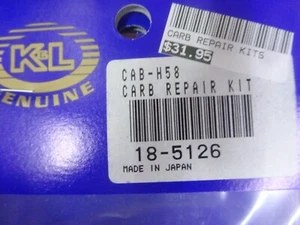 CARB REPAIR KITS
$31.95
K&L
GENUINE
CAB-H58
CARB REPAIR KIT
18-5126
MADE IN JAPAN